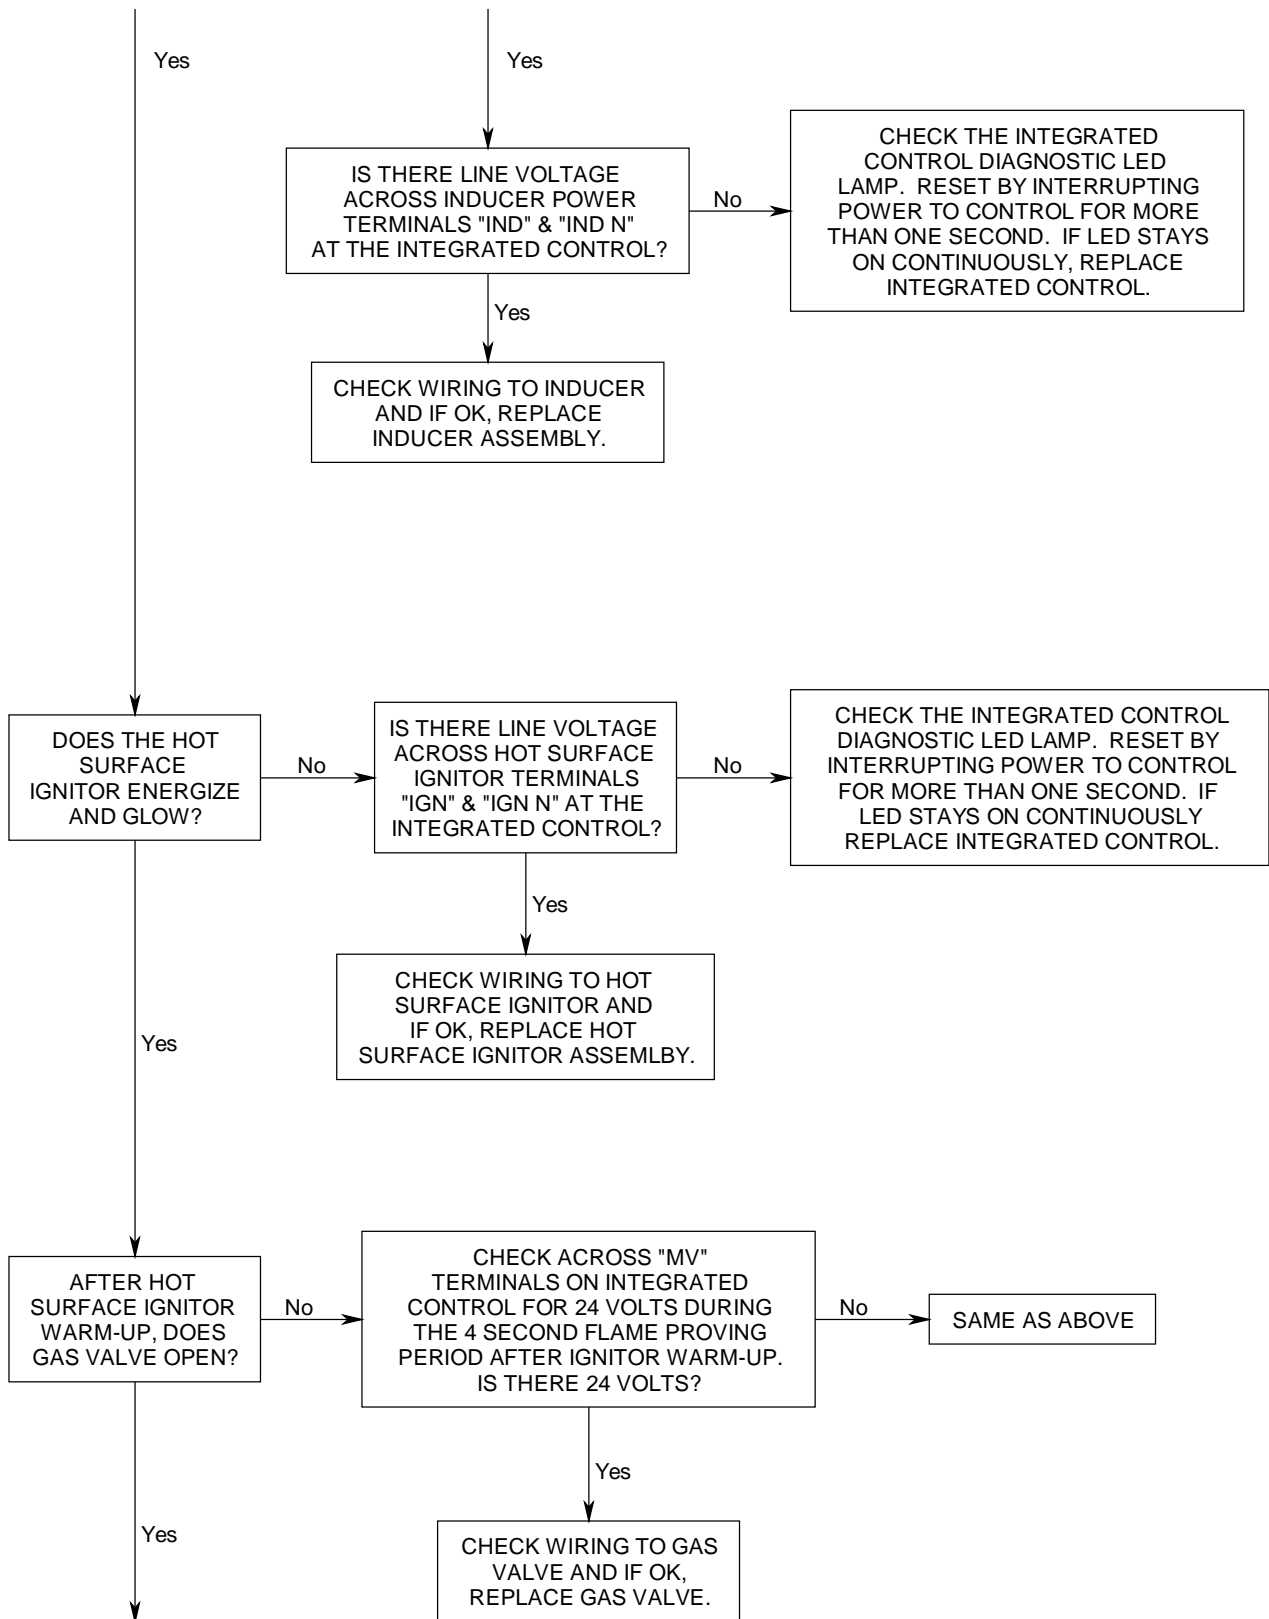 Yes
Yes
IS THERE LINE VOLTAGE
ACROSS INDUCER POWER
TERMINALS "IND" & "IND N"
AT THE INTEGRATED CONTROL?
No
CHECK THE INTEGRATED
CONTROL DIAGNOSTIC LED
LAMP. RESET BY INTERRUPTING
POWER TO CONTROL FOR MORE
THAN ONE SECOND. IF LED STAYS
ON CONTINUOUSLY, REPLACE
INTEGRATED CONTROL.
Yes
CHECK WIRING TO INDUCER
AND IF OK, REPLACE
INDUCER ASSEMBLY.
DOES THE HOT
SURFACE
IGNITOR ENERGIZE
AND GLOW?
No
IS THERE LINE VOLTAGE
ACROSS HOT SURFACE
IGNITOR TERMINALS
"IGN" & "IGN N" AT THE
INTEGRATED CONTROL?
No
CHECK THE INTEGRATED CONTROL
DIAGNOSTIC LED LAMP. RESET BY
INTERRUPTING POWER TO CONTROL
FOR MORE THAN ONE SECOND. IF
LED STAYS ON CONTINUOUSLY
REPLACE INTEGRATED CONTROL.
Yes
CHECK WIRING TO HOT
SURFACE IGNITOR AND
IF OK, REPLACE HOT
SURFACE IGNITOR ASSEMLBY.
Yes
AFTER HOT
SURFACE IGNITOR
WARM-UP, DOES
GAS VALVE OPEN?
No
CHECK ACROSS "MV"
TERMINALS ON INTEGRATED
CONTROL FOR 24 VOLTS DURING
THE 4 SECOND FLAME PROVING
PERIOD AFTER IGNITOR WARM-UP.
IS THERE 24 VOLTS?
No
SAME AS ABOVE
Yes
CHECK WIRING TO GAS
VALVE AND IF OK,
REPLACE GAS VALVE.
Yes